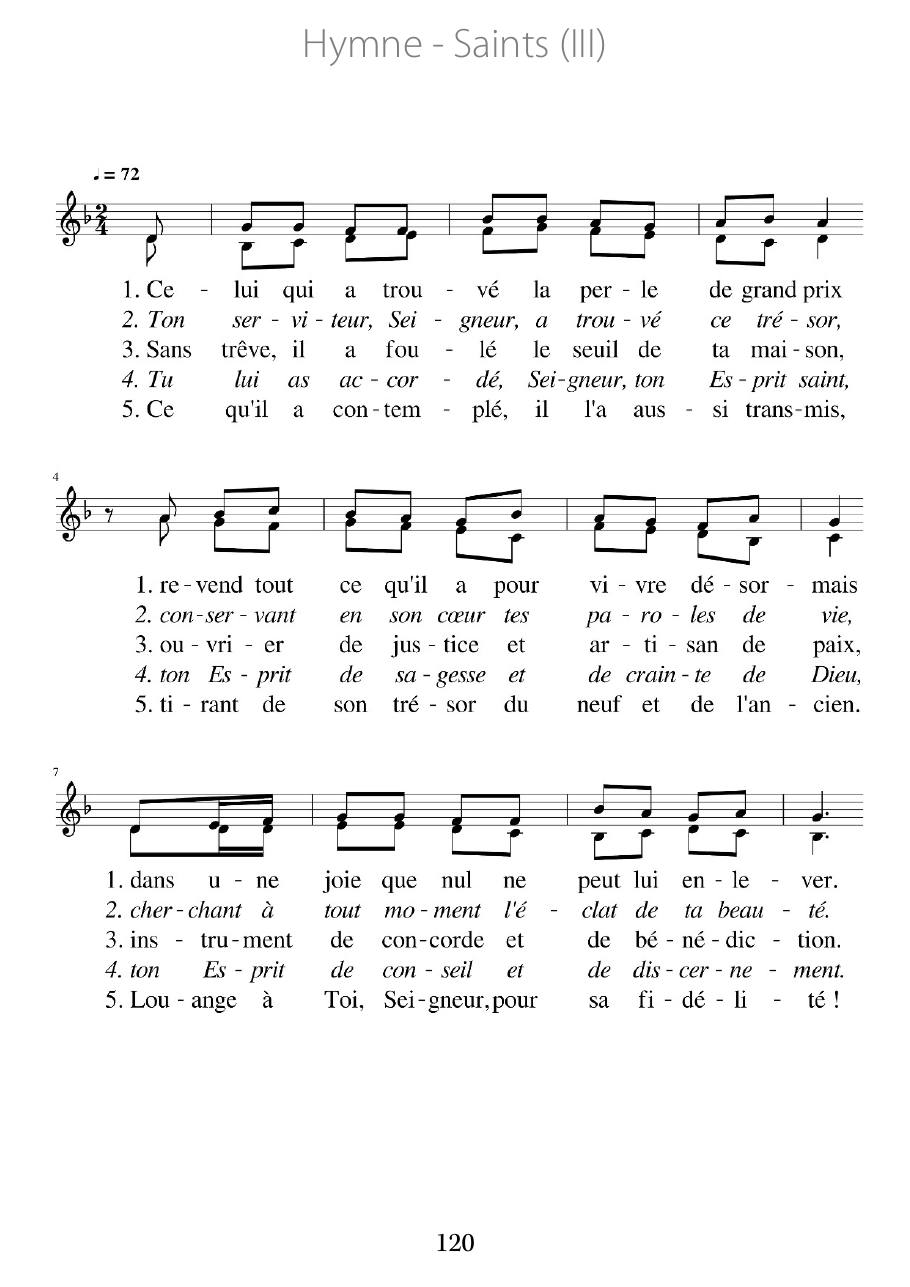 Hymne - Saints (III)
♩ = 72
2
4
1. Ce - lui qui a trou - vé la per - le de grand prix
2. Ton ser - vi - teur, Sei - gneur, a trou - vé ce tré - sor,
3. Sans trêve, il a fou - lé le seuil de ta mai - son,
4. Tu lui as ac - cor - dé, Sei - gneur, ton Es - prit saint,
5. Ce qu'il a con - tem - plé, il l'a aus - si trans - mis,
4
1. re - vend tout ce qu'il a pour vi - vre dé - sor - mais
2. con - ser - vant en son cœur tes pa - ro - les de vie,
3. ou - vri - er de jus - tice et ar - ti - san de paix,
4. ton Es - prit de sa - gesse et de crain - te de Dieu,
5. ti - rant de son tré - sor du neuf et de l'an - cien.
7
1. dans u - ne joie que nul ne peut lui en - le - ver.
2. cher - chant à tout mo - ment l'é - clat de ta beau - té.
3. ins - tru - ment de con - corde et de bé - né - dic - tion.
4. ton Es - prit de con - seil et de dis - cer - ne - ment.
5. Lou - ange à Toi, Sei - gneur, pour sa fi - dé - li - té !
120